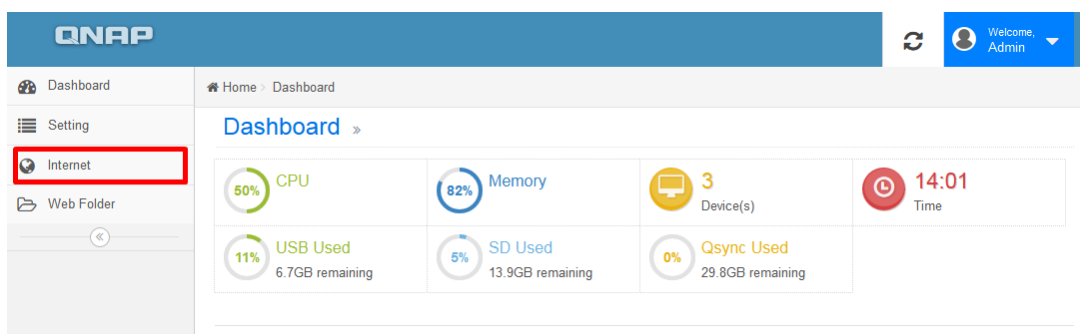 QNAP
Welcome,
Admin
Dashboard
Home > Dashboard
Setting
Internet
Web Folder
Dashboard »
50% CPU
82% Memory
3
Device(s)
14:01
Time
11% USB Used
6.7GB remaining
5% SD Used
13.9GB remaining
0% Qsync Used
29.8GB remaining